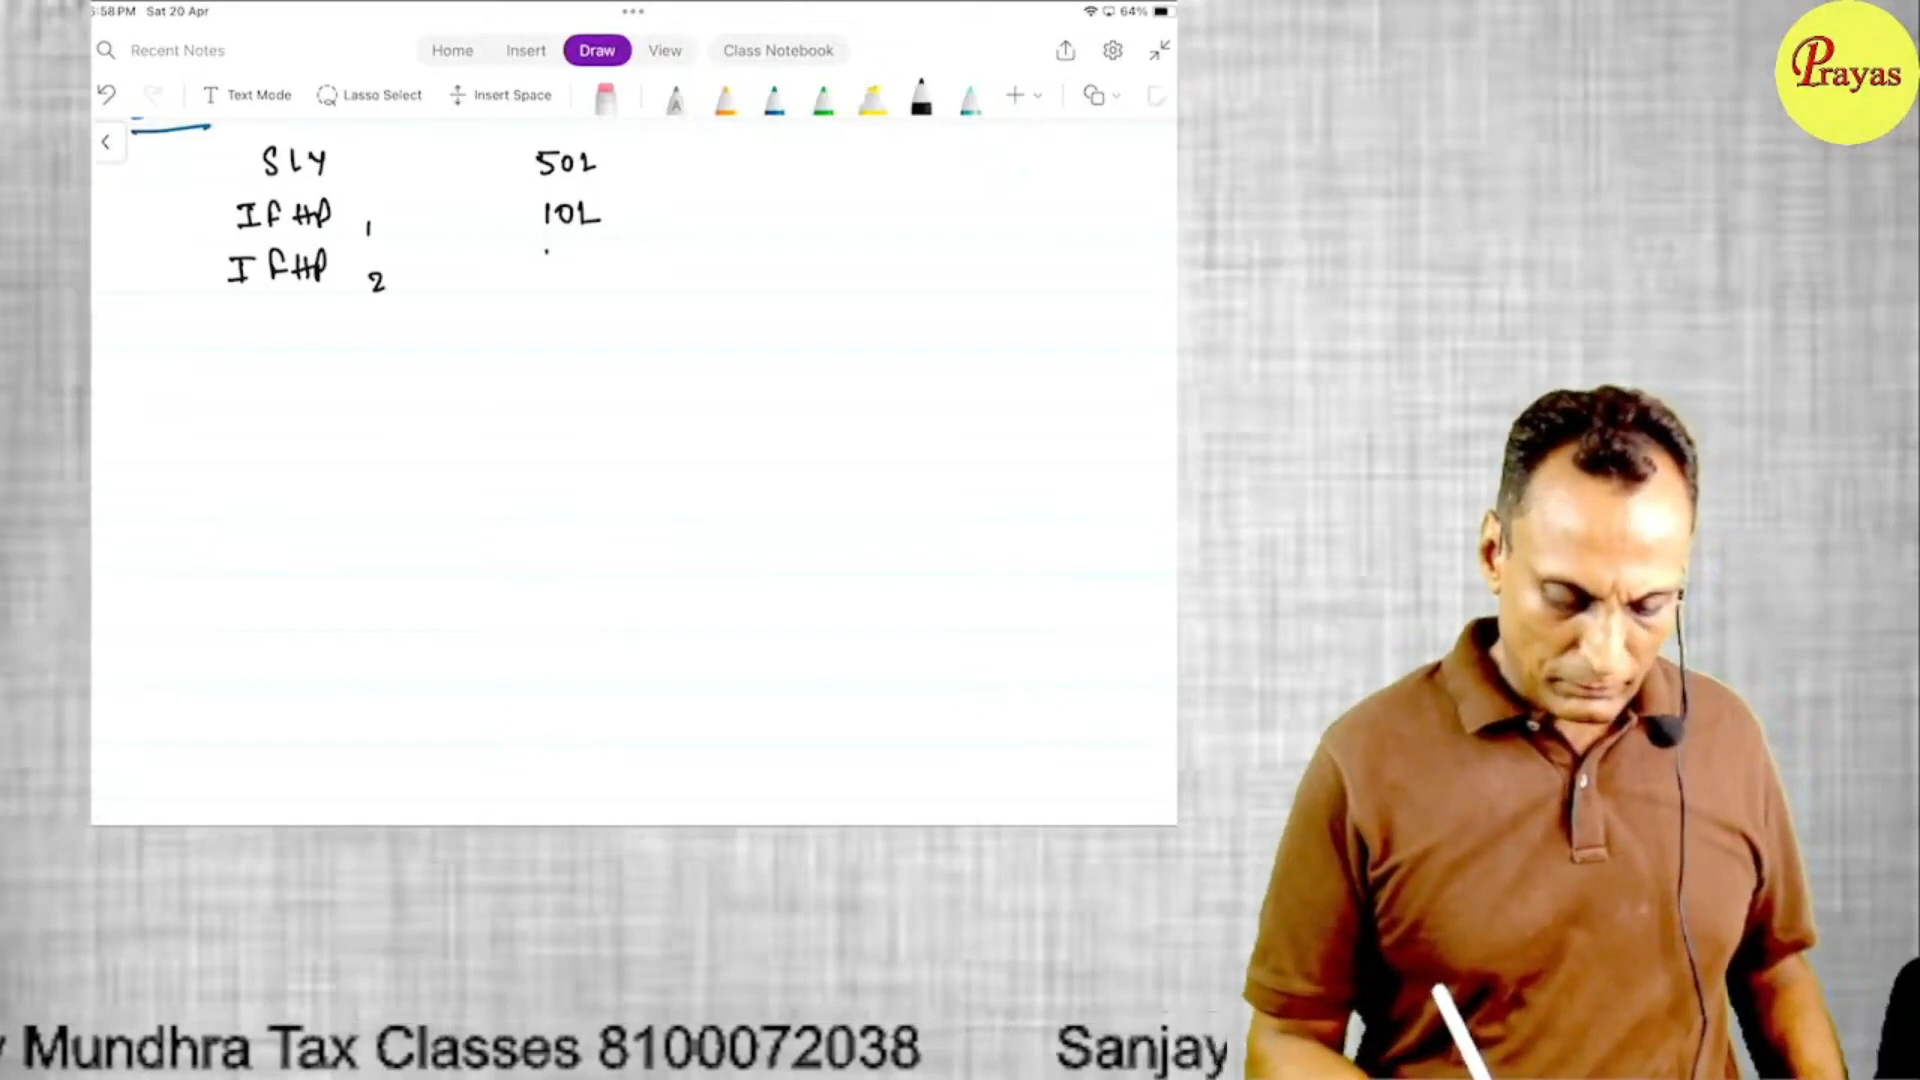 :58 PM Sat 20 Apr
64%
Prayas
Recent Notes
Home Insert Draw View Class Notebook
Text Mode Lasso Select Insert Space
A
SLY 50L
IFHP 1 10L
IFHP 2
y Mundhra Tax Classes 8100072038 Sanjay